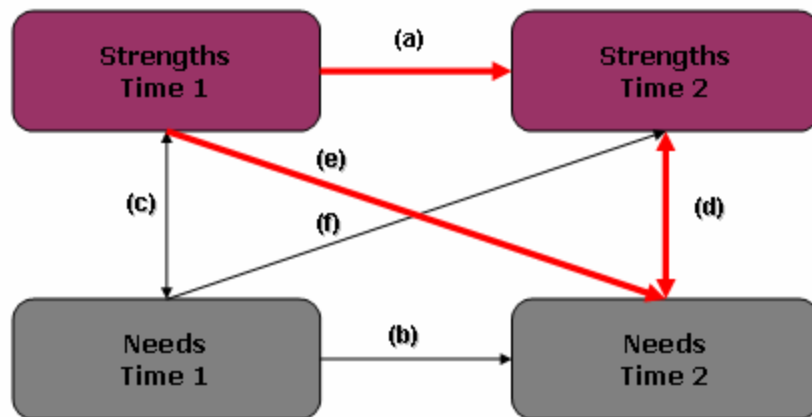 Strengths
Time 1
(a)
Strengths
Time 2
(c)
(e)
(f)
(d)
Needs
Time 1
(b)
Needs
Time 2